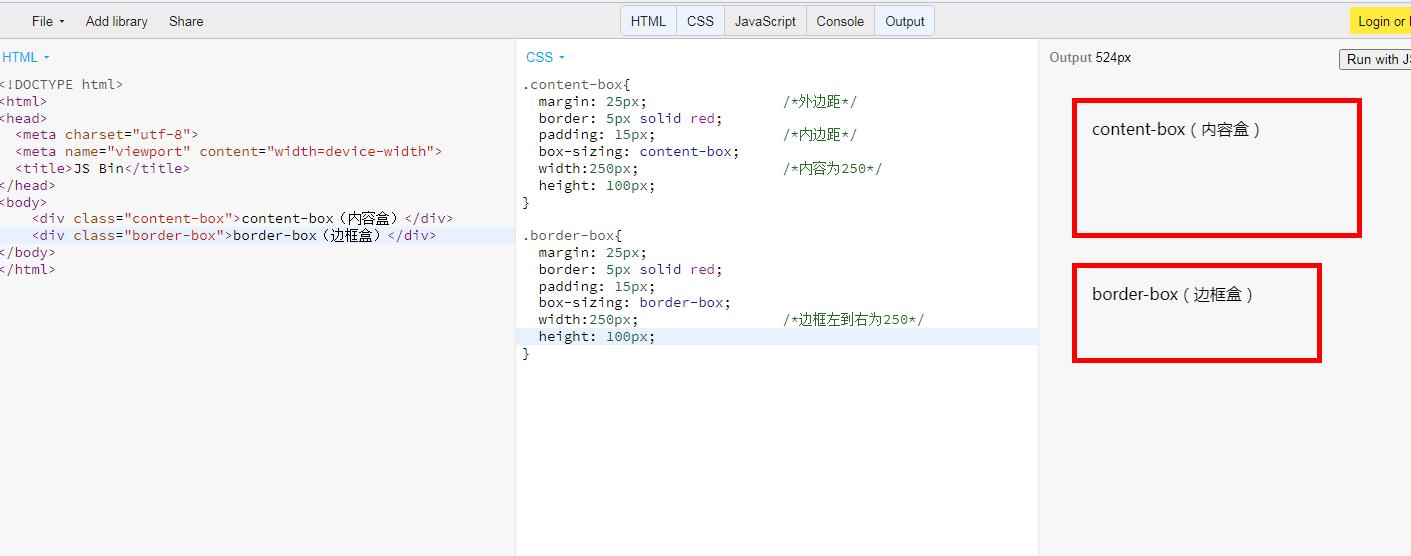 File Add library Share HTML CSS JavaScript Console Output Login or
HTML
<!DOCTYPE html>
<html>
<head>
<meta charset="utf-8">
<meta name="viewport" content="width=device-width">
<title>JS Bin</title>
</head>
<body>
<div class="content-box">content-box（内容盒）</div>
<div class="border-box">border-box（边框盒）</div>
</body>
</html>
CSS
.content-box{
margin: 25px; /*外边距*/
border: 5px solid red;
padding: 15px; /*内边距*/
box-sizing: content-box;
width:250px; /*内容为250*/
height: 100px;
}
.border-box{
margin: 25px;
border: 5px solid red;
padding: 15px;
box-sizing: border-box;
width:250px; /*边框左到右为250*/
height: 100px;
}
Output 524px
Run with JS
content-box（内容盒）
border-box（边框盒）